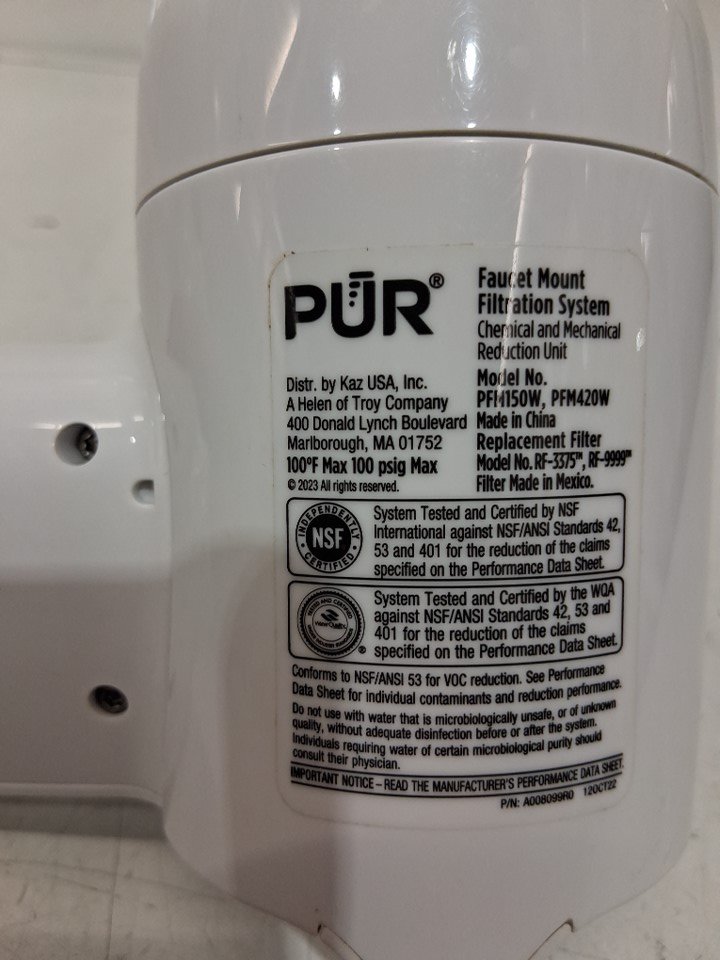 PŪR®
Faucet Mount
Filtration System
Chemical and Mechanical
Reduction Unit
Distr. by Kaz USA, Inc.
A Helen of Troy Company
400 Donald Lynch Boulevard
Marlborough, MA 01752
100°F Max 100 psig Max
© 2023 All rights reserved.
Model No.
PFM150W, PFM420W
Made in China
Replacement Filter
Model No. RF-3375™, RF-9999™
Filter Made in Mexico.
INDEPENDENTLY
NSF
CERTIFIED
System Tested and Certified by NSF
International against NSF/ANSI Standards 42,
53 and 401 for the reduction of the claims
specified on the Performance Data Sheet.
TESTED AND CERTIFIED
®
System Tested and Certified by the WQA
against NSF/ANSI Standards 42, 53 and
401 for the reduction of the claims
specified on the Performance Data Sheet.
Conforms to NSF/ANSI 53 for VOC reduction. See Performance
Data Sheet for individual contaminants and reduction performance.
Do not use with water that is microbiologically unsafe, or of unknown
quality, without adequate disinfection before or after the system.
Individuals requiring water of certain microbiological purity should
consult their physician.
IMPORTANT NOTICE – READ THE MANUFACTURER'S PERFORMANCE DATA SHEET.
P/N: A008099R0 12OCT22